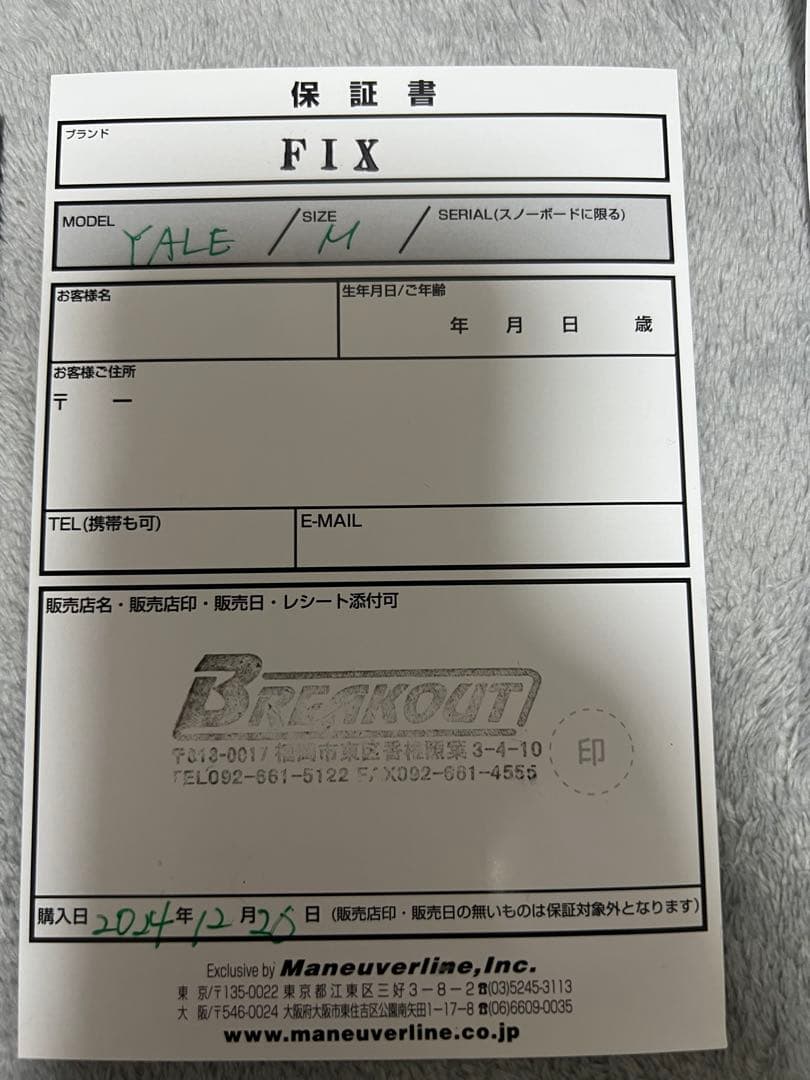 保証書
ブランド
FIX
MODEL YALE / SIZE M / SERIAL(スノーボードに限る)
お客様名
生年月日/ご年齢
年 月 日 歳
お客様ご住所
〒 ー
TEL(携帯も可)
E-MAIL
販売店名・販売店印・販売日・レシート添付可
BREAKOUT
〒813-0017 福岡市東区香椎照葉3-4-10
TEL092-661-5122 FAX092-661-4555
印
購入日 2024年12月26日(販売店印・販売日の無いものは保証対象外となります)
Exclusive by Maneuverline,Inc.
東 京/〒135-0022 東京都江東区三好3-8-2☎(03)5245-3113
大 阪/〒546-0024 大阪府大阪市東住吉区公園南矢田1-17-8☎(06)6609-0035
www.maneuverline.co.jp